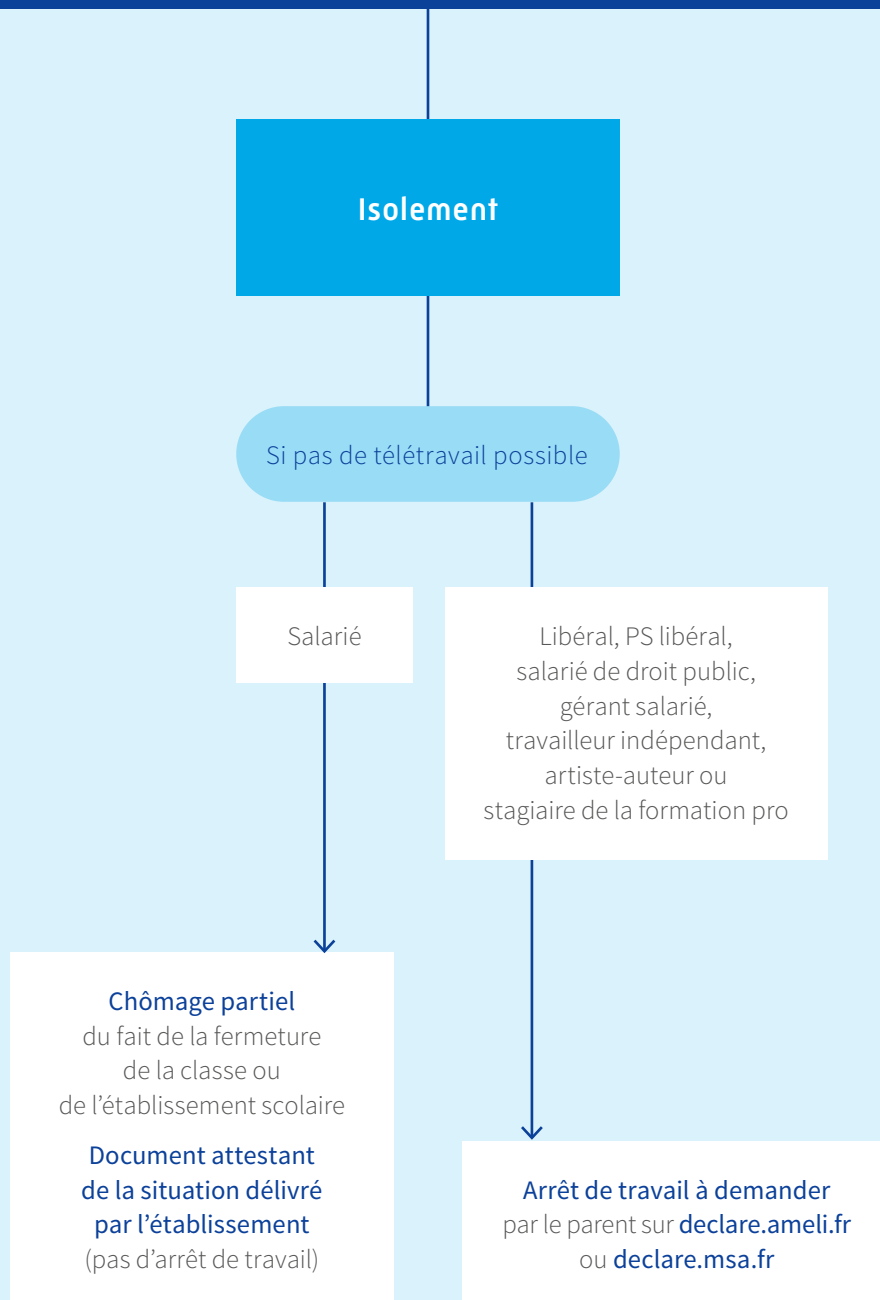 Isolement
Si pas de télétravail possible
Salarié
Libéral, PS libéral,
salarié de droit public,
gérant salarié,
travailleur indépendant,
artiste-auteur ou
stagiaire de la formation pro
Chômage partiel
du fait de la fermeture
de la classe ou
de l’établissement scolaire
Document attestant
de la situation délivré
par l’établissement
(pas d’arrêt de travail)
Arrêt de travail à demander
par le parent sur declare.ameli.fr
ou declare.msa.fr